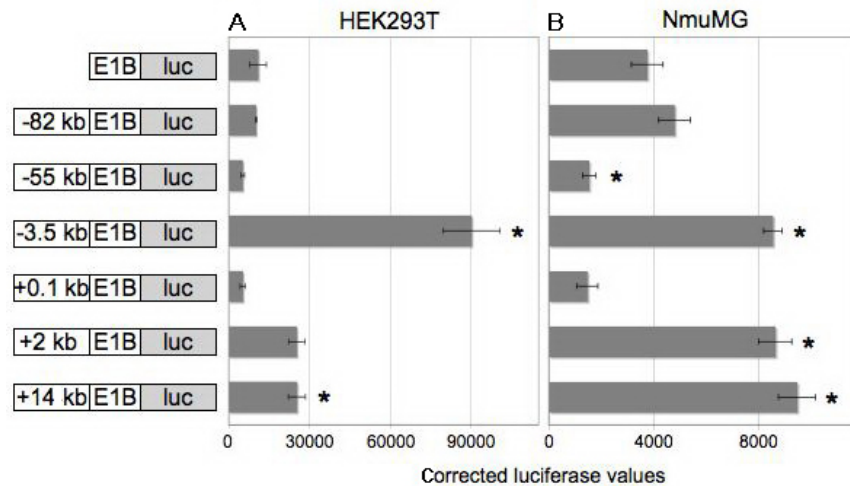 A HEK293T B NmuMG
E1B luc
-82 kb E1B luc
-55 kb E1B luc *
-3.5 kb E1B luc * *
+0.1 kb E1B luc
+2 kb E1B luc *
+14 kb E1B luc * *
0 30000 60000 90000 0 4000 8000
Corrected luciferase values